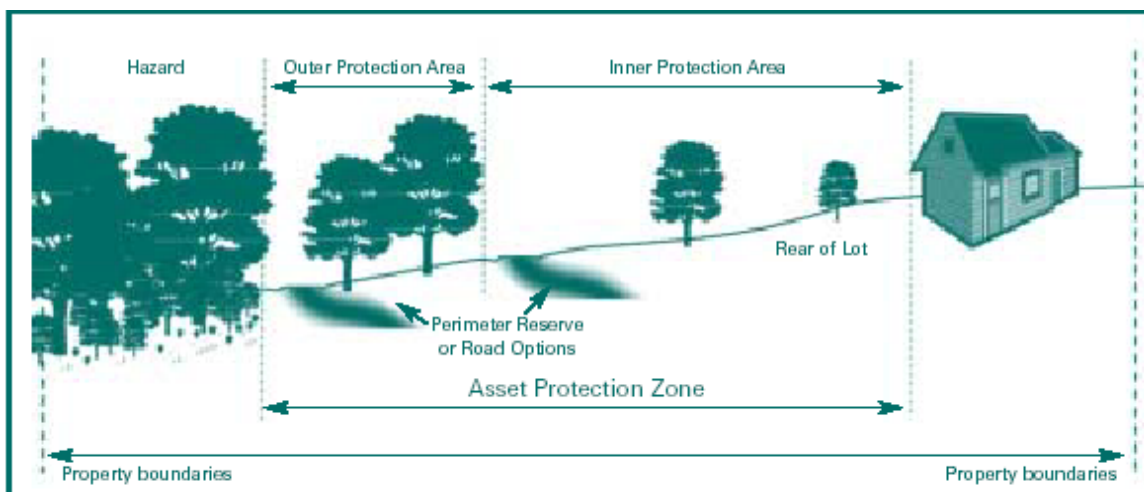 Hazard
Outer Protection Area
Inner Protection Area
Rear of Lot
Perimeter Reserve
or Road Options
Asset Protection Zone
Property boundaries
Property boundaries